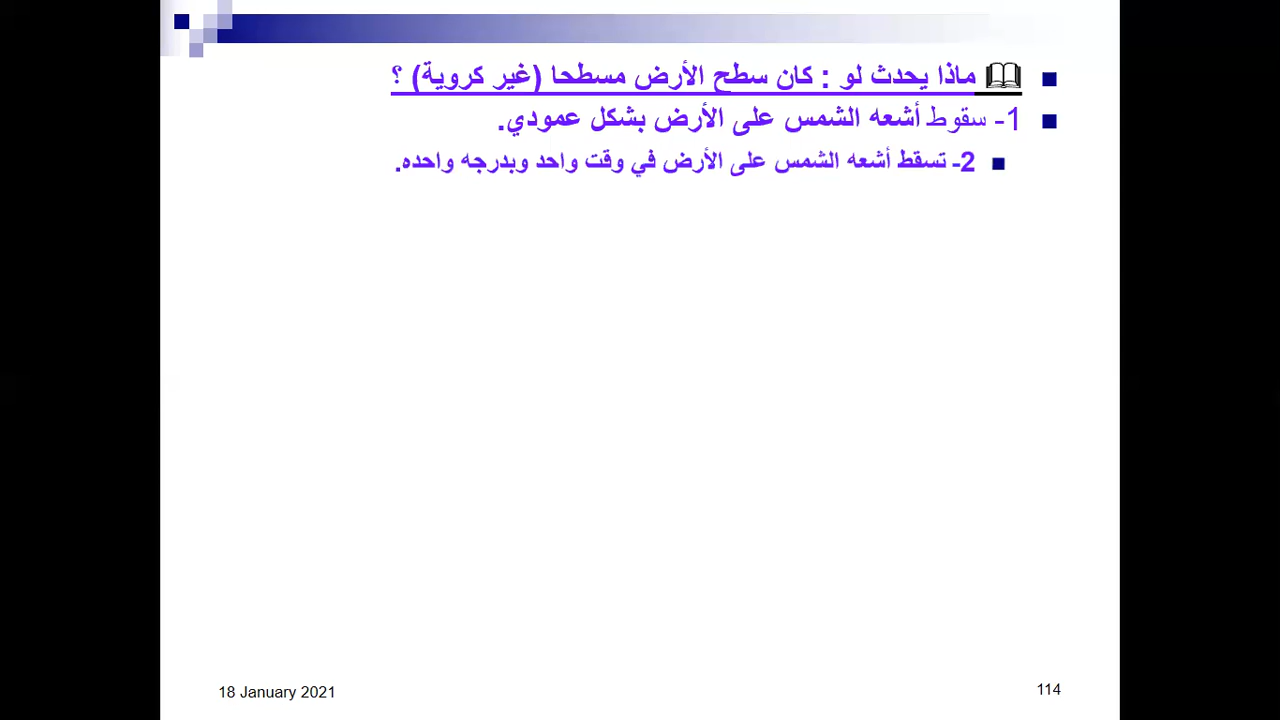 ماذا يحدث لو : كان سطح الأرض مسطحا (غير كروية) ؟
1- سقوط أشعه الشمس على الأرض بشكل عمودي.
2- تسقط أشعه الشمس على الأرض في وقت واحد وبدرجه واحده.
18 January 2021
114